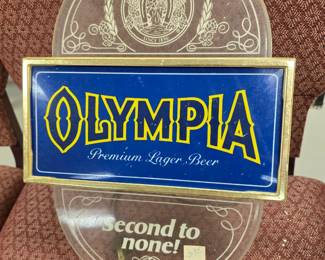 OLYMPIA
Premium Lager Beer
Second to
none!